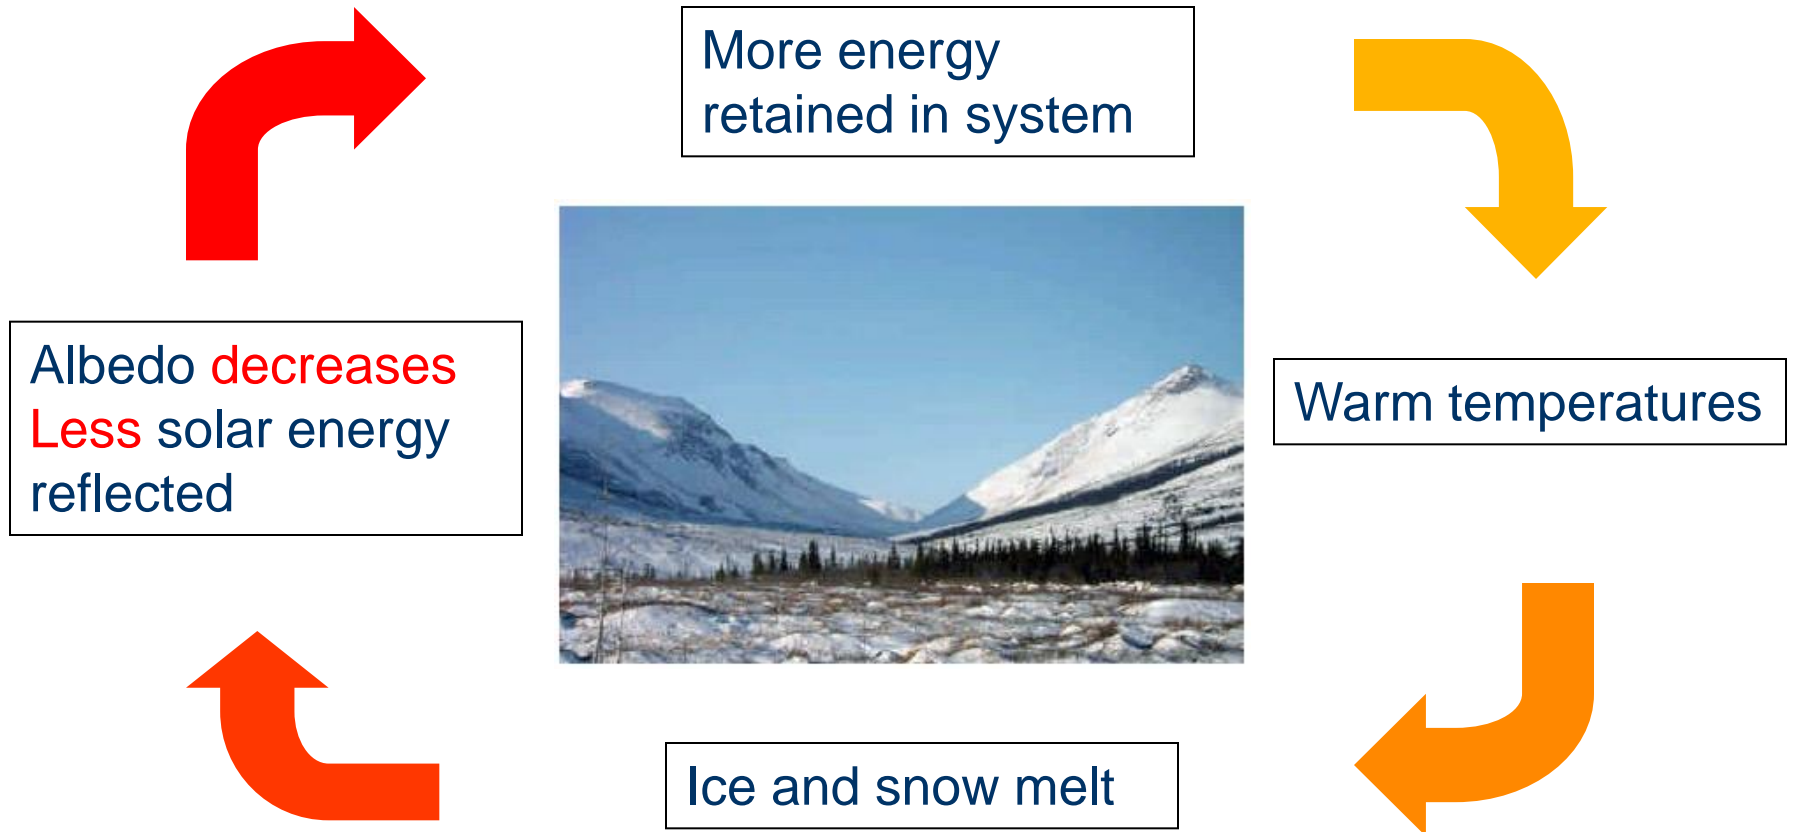 More energy
retained in system
Albedo decreases
Less solar energy
reflected
Warm temperatures
Ice and snow melt